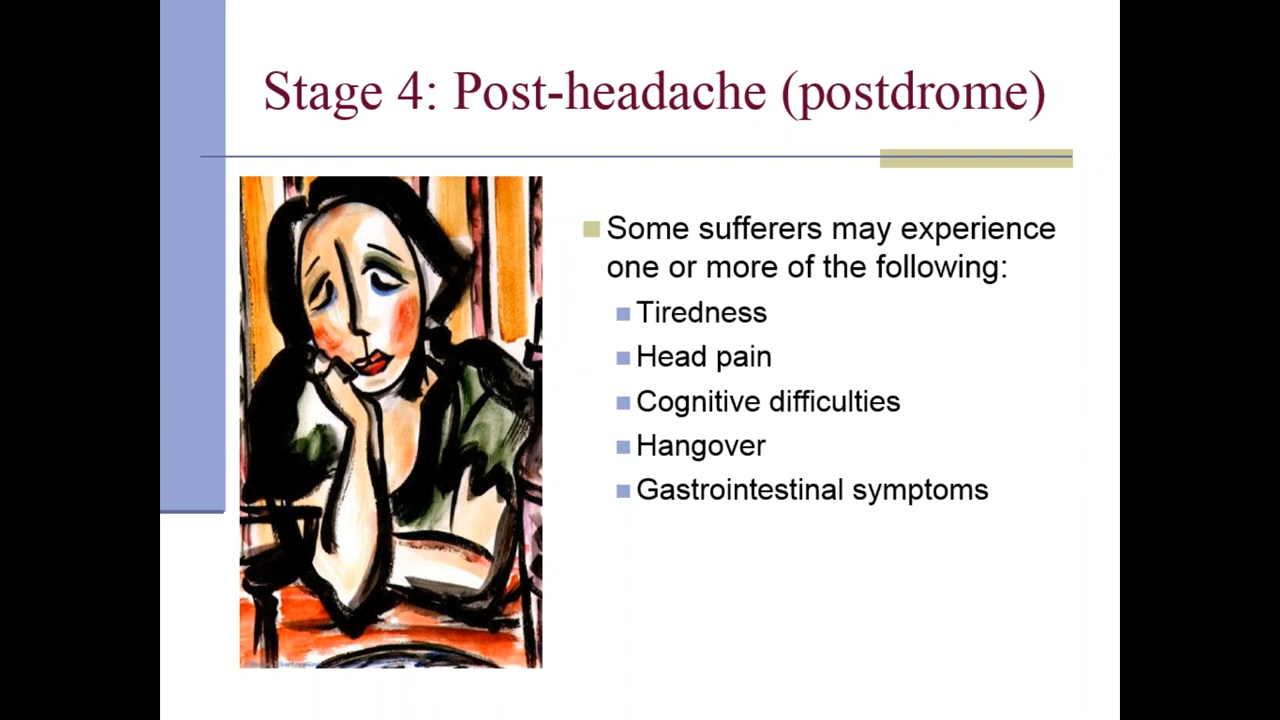 Stage 4: Post-headache (postdrome)
Some sufferers may experience
one or more of the following:
Tiredness
Head pain
Cognitive difficulties
Hangover
Gastrointestinal symptoms